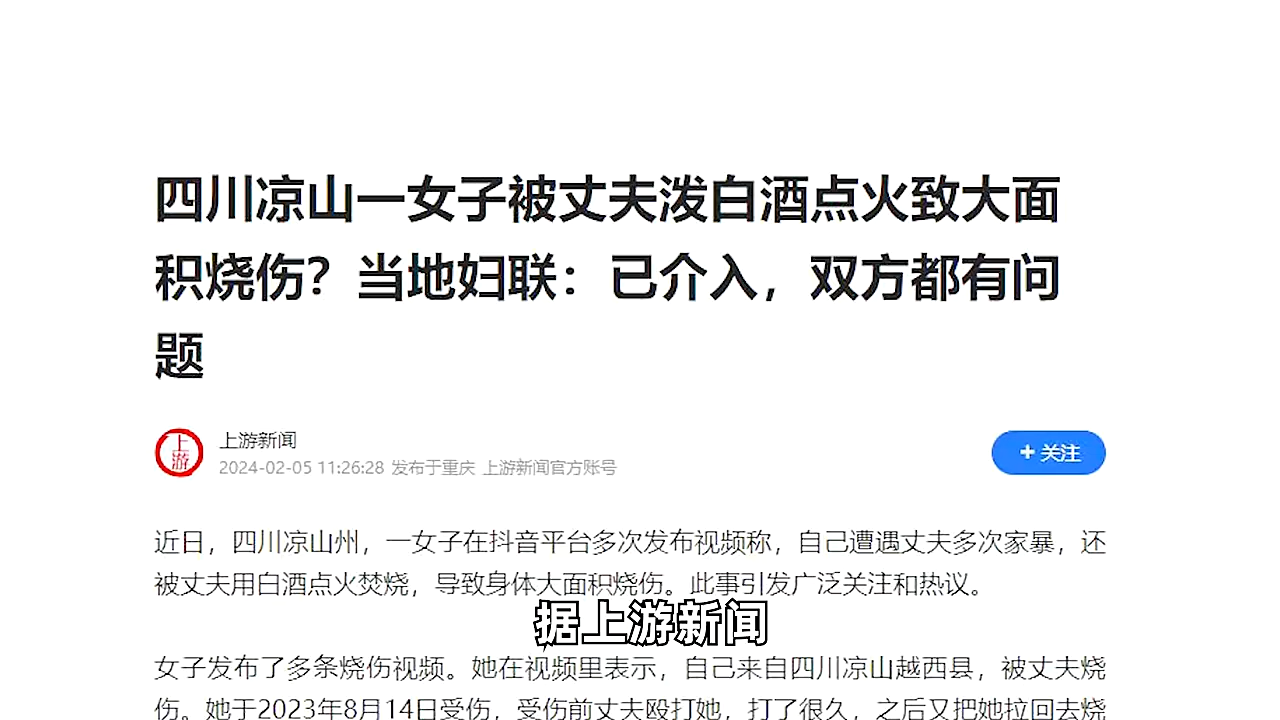 四川凉山一女子被丈夫泼白酒点火致大面
积烧伤？当地妇联：已介入，双方都有问
题
上游
上游新闻
2024-02-05 11:26:28 发布于重庆 上游新闻官方账号
+ 关注
近日，四川凉山州，一女子在抖音平台多次发布视频称，自己遭遇丈夫多次家暴，还
被丈夫用白酒点火焚烧，导致身体大面积烧伤。此事引发广泛关注和热议。
据上游新闻
女子发布了多条烧伤视频。她在视频里表示，自己来自四川凉山越西县，被丈夫烧
伤。她于2023年8月14日受伤，受伤前丈夫殴打她，打了很久，之后又把她拉回去烧